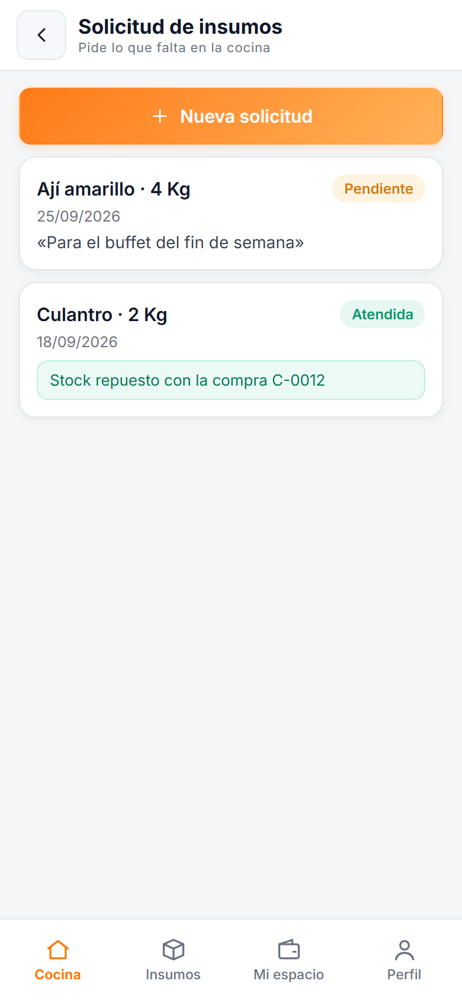 Solicitud de insumos
Pide lo que falta en la cocina
Nueva solicitud
Ají amarillo · 4 Kg
Pendiente
25/09/2026
«Para el buffet del fin de semana»
Culantro · 2 Kg
Atendida
18/09/2026
Stock repuesto con la compra C-0012
Cocina
Insumos
Mi espacio
Perfil